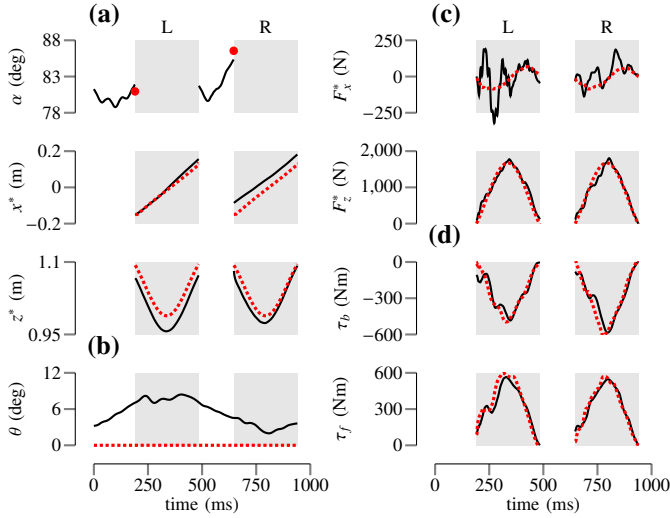 (a)
L
R
88
83
78
α (deg)
0.2
0
−0.2
x* (m)
1.1
0.95
z* (m)
(b)
12
6
0
θ (deg)
0
250
500
750
1000
time (ms)
(c)
L
R
250
0
−250
F*x (N)
2,000
1,000
0
F*z (N)
(d)
0
−300
−600
τb (Nm)
600
300
0
τf (Nm)
0
250
500
750
1000
time (ms)